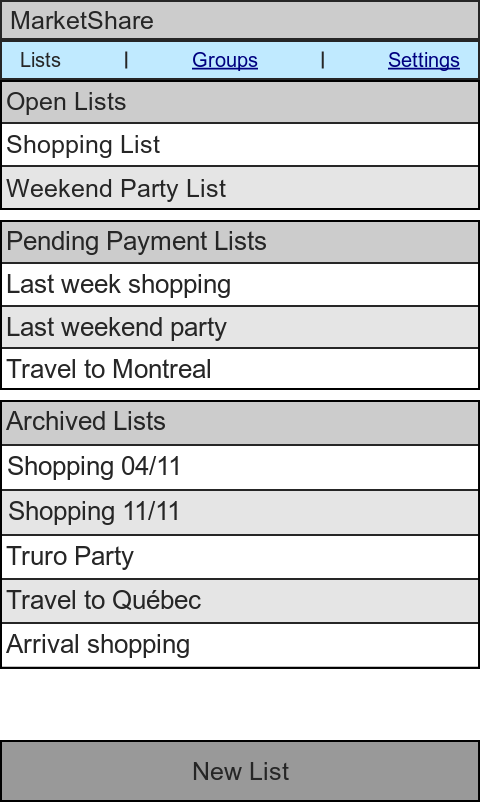 MarketShare
Lists | Groups | Settings
Open Lists
Shopping List
Weekend Party List
Pending Payment Lists
Last week shopping
Last weekend party
Travel to Montreal
Archived Lists
Shopping 04/11
Shopping 11/11
Truro Party
Travel to Québec
Arrival shopping
New List